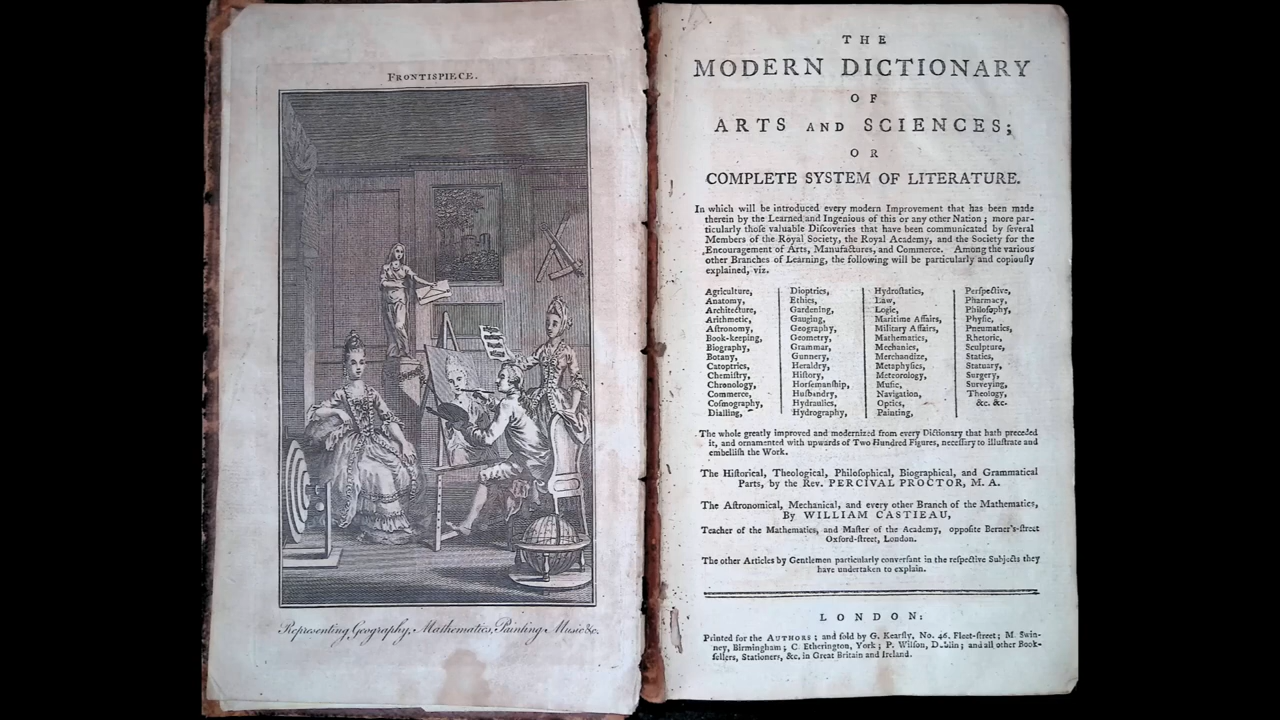 FRONTISPIECE.
Representing Geography, Mathematics, Painting Music &c.
THE
MODERN DICTIONARY
OF
ARTS AND SCIENCES;
OR
COMPLETE SYSTEM OF LITERATURE.
In which will be introduced every modern Improvement that has been made
therein by the Learned and Ingenious of this or any other Nation; more par-
ticularly thoſe valuable Diſcoveries that have been communicated by ſeveral
Members of the Royal Society, the Royal Academy, and the Society for the
Encouragement of Arts, Manufactures, and Commerce. Among the various
other Branches of Learning, the following will be particularly and copiouſly
explained, viz.
Agriculture,
Anatomy,
Architecture,
Arithmetic,
Aſtronomy,
Book-keeping,
Biography,
Botany,
Catoptrics,
Chemiſtry,
Chronology,
Commerce,
Coſmography,
Dialling,
Dioptrics,
Ethics,
Gardening,
Gauging,
Geography,
Geometry,
Grammar,
Gunnery,
Heraldry,
Hiſtory,
Horſemanſhip,
Huſbandry,
Hydraulics,
Hydrography,
Hydroſtatics,
Law,
Logic,
Maritime Affairs,
Military Affairs,
Mathematics,
Mechanics,
Merchandize,
Metaphyſics,
Meteorology,
Muſic,
Navigation,
Optics,
Painting,
Perſpective,
Pharmacy,
Philoſophy,
Phyſic,
Pneumatics,
Rhetoric,
Sculpture,
Statics,
Statuary,
Surgery,
Surveying,
Theology,
&c. &c.
The whole greatly improved and modernized from every Dictionary that hath preceded
it, and ornamented with upwards of Two Hundred Figures, neceſſary to illuſtrate and
embelliſh the Work.
The Hiſtorical, Theological, Philoſophical, Biographical, and Grammatical
Parts, by the Rev. PERCIVAL PROCTOR, M. A.
The Aſtronomical, Mechanical, and every other Branch of the Mathematics,
By WILLIAM CASTIEAU,
Teacher of the Mathematics, and Maſter of the Academy, oppoſite Berner's-ſtreet
Oxford-ſtreet, London.
The other Articles by Gentlemen particularly converſant in the reſpective Subjects they
have undertaken to explain.
LONDON:
Printed for the AUTHORS; and ſold by G. Kearſly, No. 46, Fleet-ſtreet; M. Swin-
ney, Birmingham; C. Etherington, York; P. Wilſon, Dublin; and all other Book-
ſellers, Stationers, &c. in Great Britain and Ireland.